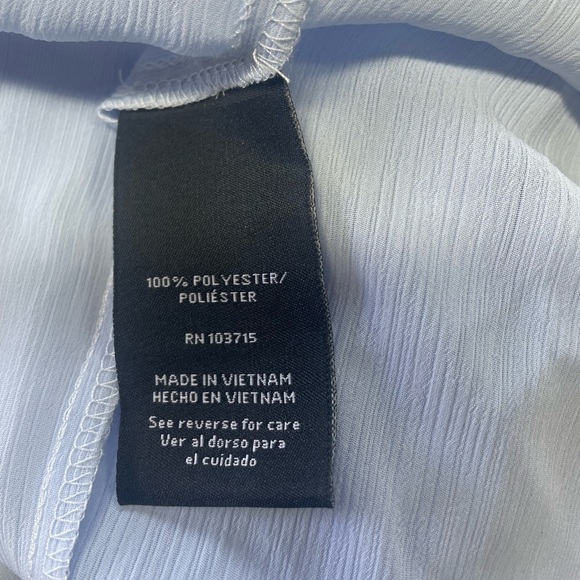 100% POLYESTER/
POLIÉSTER
RN 103715
MADE IN VIETNAM
HECHO EN VIETNAM
See reverse for care
Ver al dorso para
el cuidado